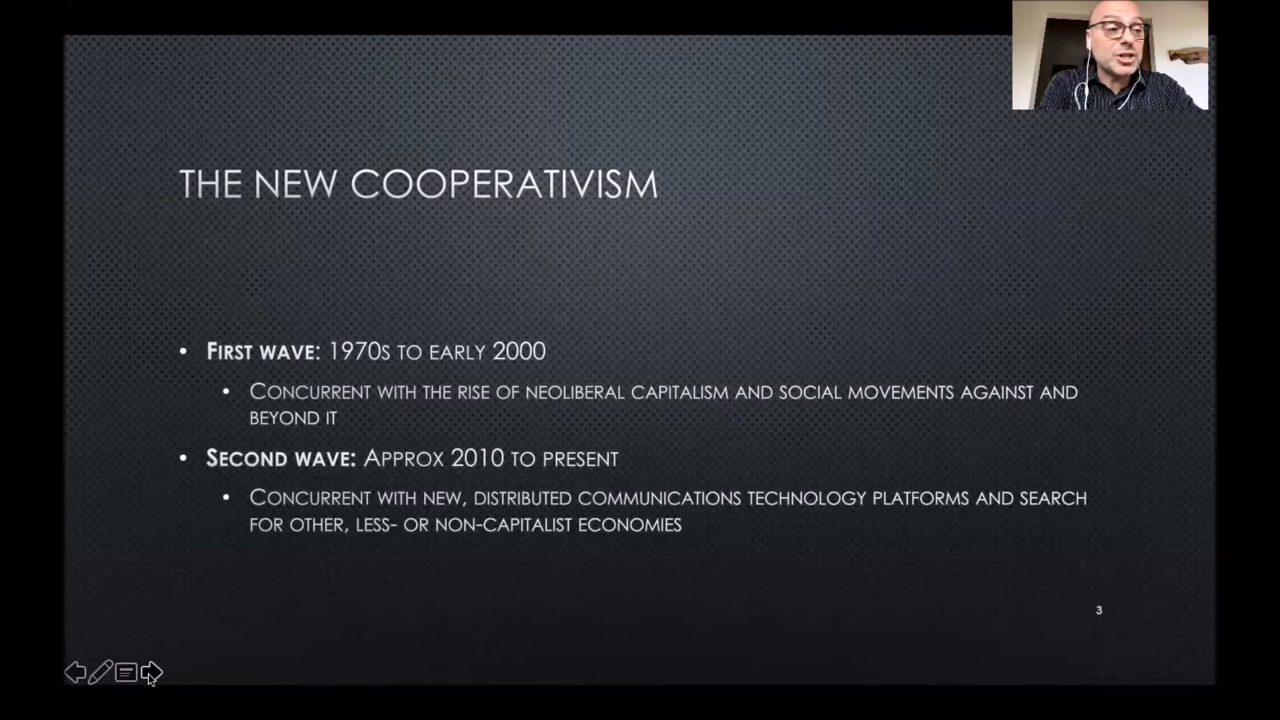 THE NEW COOPERATIVISM
• FIRST WAVE: 1970S TO EARLY 2000
• CONCURRENT WITH THE RISE OF NEOLIBERAL CAPITALISM AND SOCIAL MOVEMENTS AGAINST AND
BEYOND IT
• SECOND WAVE: APPROX 2010 TO PRESENT
• CONCURRENT WITH NEW, DISTRIBUTED COMMUNICATIONS TECHNOLOGY PLATFORMS AND SEARCH
FOR OTHER, LESS- OR NON-CAPITALIST ECONOMIES
3